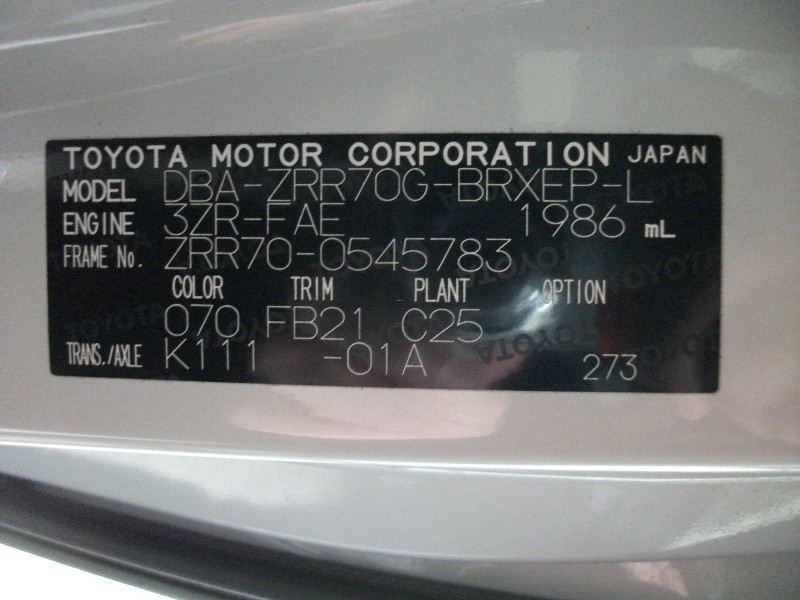 TOYOTA MOTOR CORPORATION JAPAN
MODEL DBA-ZRR70G-BRXEP-L
ENGINE 3ZR-FAE 1986 mL
FRAME No. ZRR70-0545783
COLOR TRIM PLANT OPTION
070 FB21 C25
TRANS./AXLE K111 -01A 273